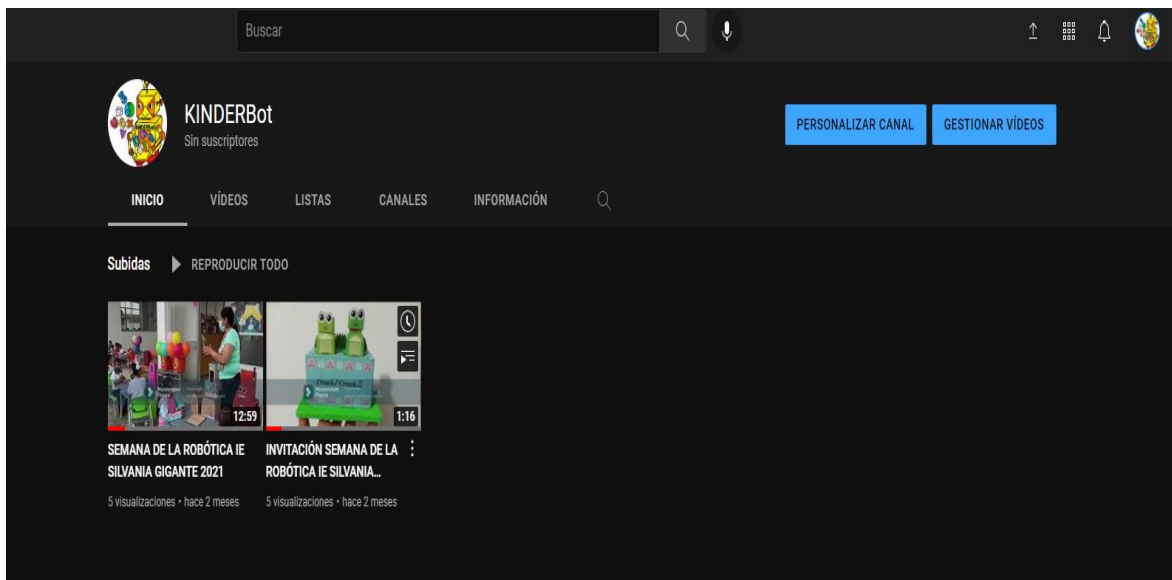 Buscar
KINDERBot
Sin suscriptores
PERSONALIZAR CANAL
GESTIONAR VÍDEOS
INICIO
VÍDEOS
LISTAS
CANALES
INFORMACIÓN
Subidas
REPRODUCIR TODO
Croak! Croak!!
12:59
1:16
SEMANA DE LA ROBÓTICA IE
SILVANIA GIGANTE 2021
5 visualizaciones • hace 2 meses
INVITACIÓN SEMANA DE LA
ROBÓTICA IE SILVANIA...
5 visualizaciones • hace 2 meses